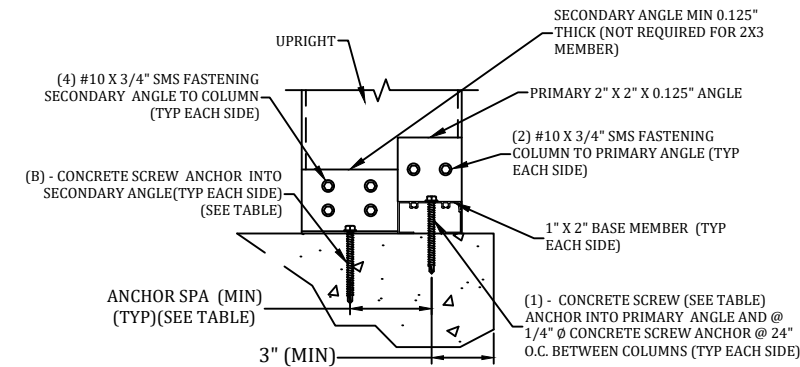 SECONDARY ANGLE MIN 0.125"
THICK (NOT REQUIRED FOR 2X3
MEMBER)
UPRIGHT
(4) #10 X 3/4" SMS FASTENING
SECONDARY ANGLE TO COLUMN
(TYP EACH SIDE)
PRIMARY 2" X 2" X 0.125" ANGLE
(2) #10 X 3/4" SMS FASTENING
COLUMN TO PRIMARY ANGLE (TYP
EACH SIDE)
(B) - CONCRETE SCREW ANCHOR INTO
SECONDARY ANGLE(TYP EACH SIDE)
(SEE TABLE)
1" X 2" BASE MEMBER (TYP
EACH SIDE)
ANCHOR SPA (MIN)
(TYP)(SEE TABLE)
(1) - CONCRETE SCREW (SEE TABLE)
ANCHOR INTO PRIMARY ANGLE AND @
1/4" Ø CONCRETE SCREW ANCHOR @ 24"
O.C. BETWEEN COLUMNS (TYP EACH SIDE)
3" (MIN)